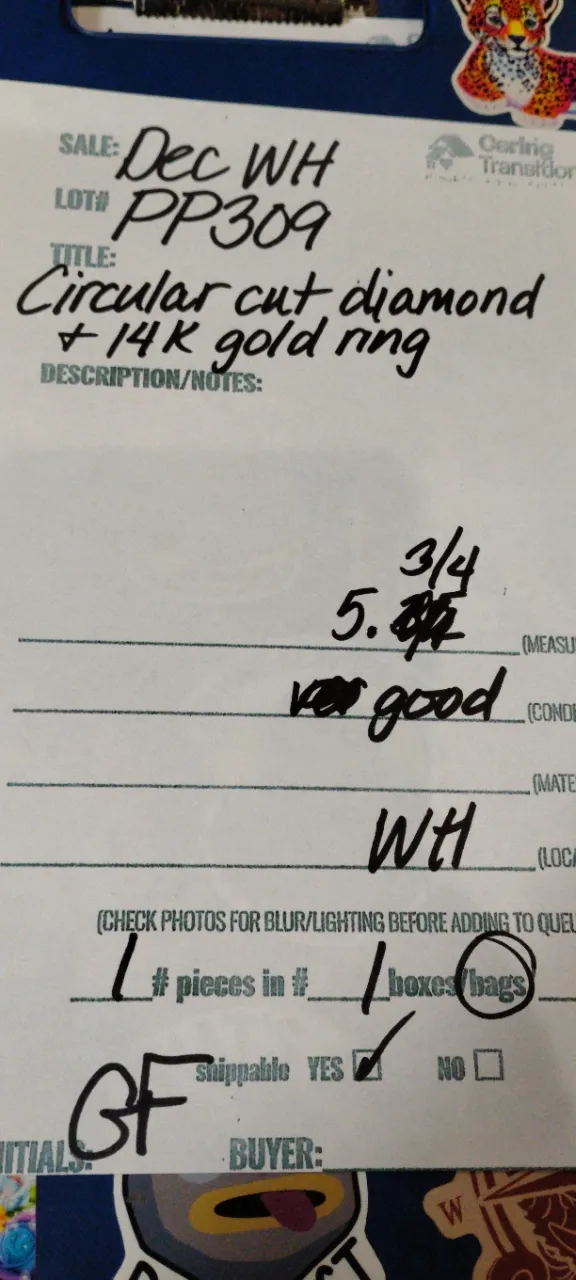 SALE: Dec WH
Caring
Transition
LOT# PP309
TITLE:
Circular cut diamond
+ 14K gold ring
DESCRIPTION/NOTES:
3/4
5. (MEASU
good (CONDI
(MATE
WH (LOCA
(CHECK PHOTOS FOR BLUR/LIGHTING BEFORE ADDING TO QUEU
1 # pieces in # 1 boxes/bags
shippable YES ☑ NO ☐
GF
NITIALS: BUYER:
W